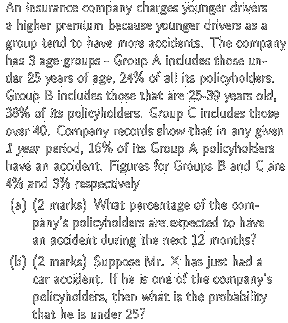 An insurance company charges younger drivers
a higher premium because younger drivers as a
group tend to have more accidents. The company
has 3 age groups - Group A includes those un-
der 25 years of age, 24% of all its policyholders.
Group B includes those that are 25-39 years old,
38% of its policyholders. Group C includes those
over 40. Company records show that in any given
1 year period, 16% of its Group A policyholders
have an accident. Figures for Groups B and C are
4% and 3% respectively
(a) (2 marks) What percentage of the com-
pany's policyholders are expected to have
an accident during the next 12 months?
(b) (2 marks) Suppose Mr. X has just had a
car accident. If he is one of the company's
policyholders, then what is the probability
that he is under 25?